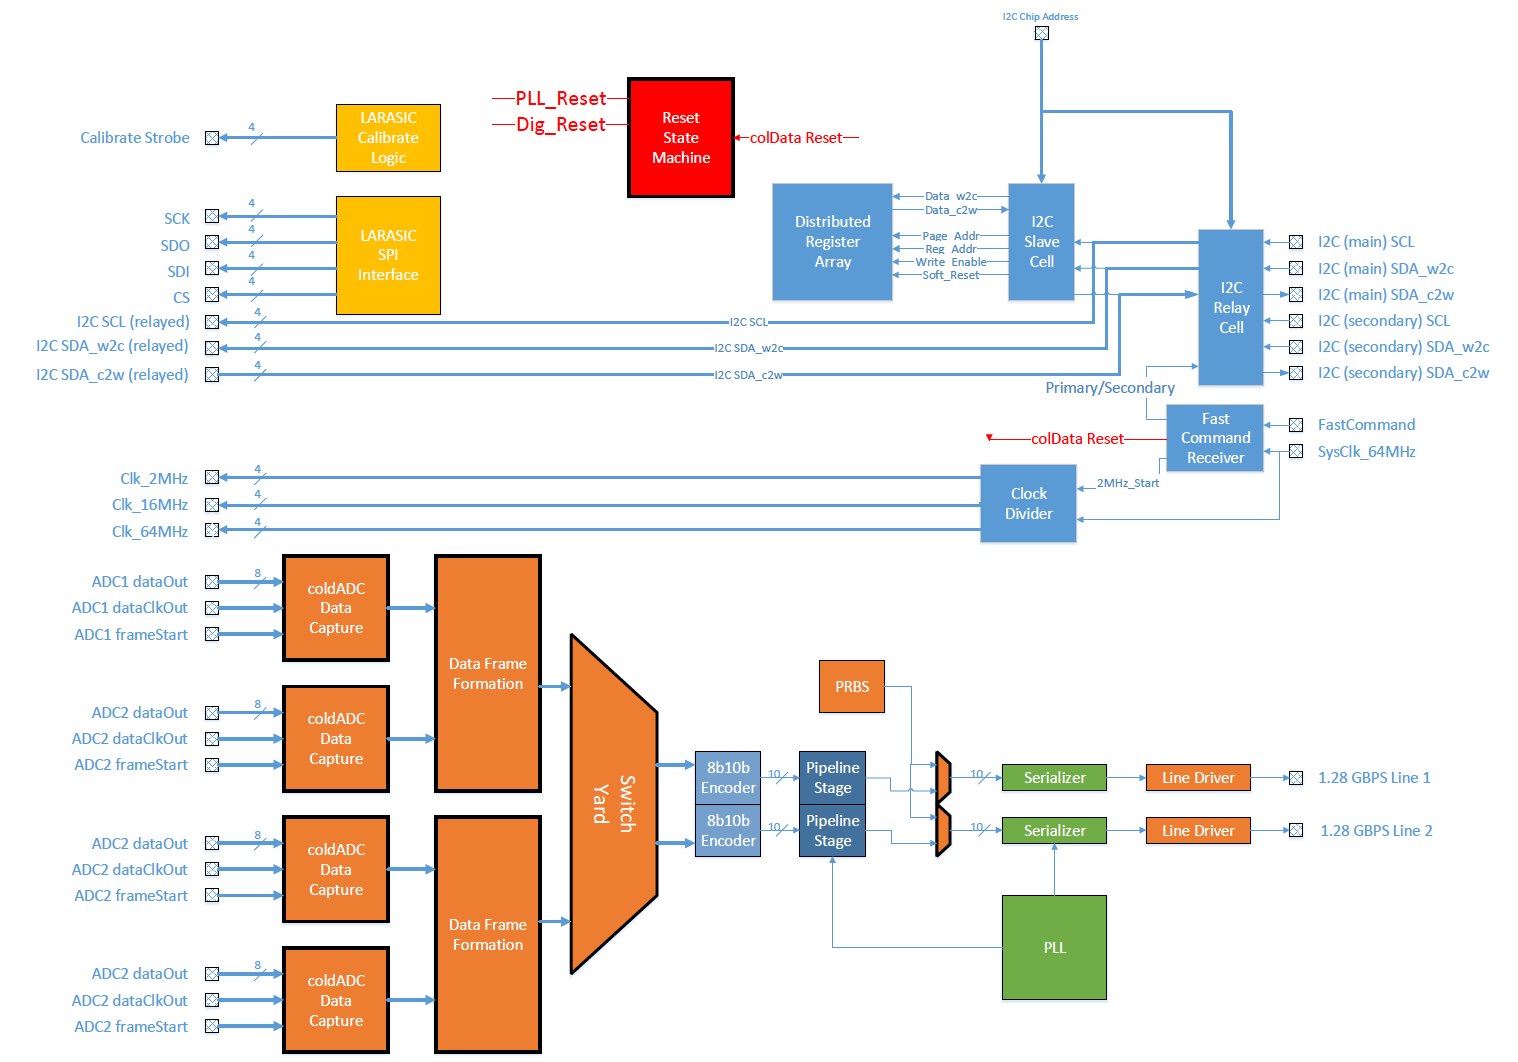 I2C Chip Address
PLL_Reset
Dig_Reset
Reset
State
Machine
colData Reset
Calibrate Strobe
4
LARASIC
Calibrate
Logic
SCK
4
SDO
4
SDI
4
CS
4
LARASIC
SPI
Interface
Distributed
Register
Array
Data_w2c
Data_c2w
Page_Addr
Reg_Addr
Write_Enable
Soft_Reset
I2C
Slave
Cell
I2C
Relay
Cell
I2C (main) SCL
I2C (main) SDA_w2c
I2C (main) SDA_c2w
I2C (secondary) SCL
I2C (secondary) SDA_w2c
I2C (secondary) SDA_c2w
I2C SCL (relayed)
4
I2C SCL
I2C SDA_w2c (relayed)
4
I2C SDA_w2c
I2C SDA_c2w (relayed)
4
I2C SDA_c2w
Primary/Secondary
Fast
Command
Receiver
FastCommand
SysClk_64MHz
colData Reset
2MHz_Start
Clock
Divider
Clk_2MHz
4
Clk_16MHz
4
Clk_64MHz
4
ADC1 dataOut
8
ADC1 dataClkOut
ADC1 frameStart
coldADC
Data
Capture
ADC2 dataOut
8
ADC2 dataClkOut
ADC2 frameStart
coldADC
Data
Capture
Data Frame
Formation
ADC2 dataOut
8
ADC2 dataClkOut
ADC2 frameStart
coldADC
Data
Capture
ADC2 dataOut
8
ADC2 dataClkOut
ADC2 frameStart
coldADC
Data
Capture
Data Frame
Formation
Switch
Yard
PRBS
8b10b
Encoder
10
Pipeline
Stage
10
Serializer
Line Driver
1.28 GBPS Line 1
8b10b
Encoder
10
Pipeline
Stage
10
Serializer
Line Driver
1.28 GBPS Line 2
PLL